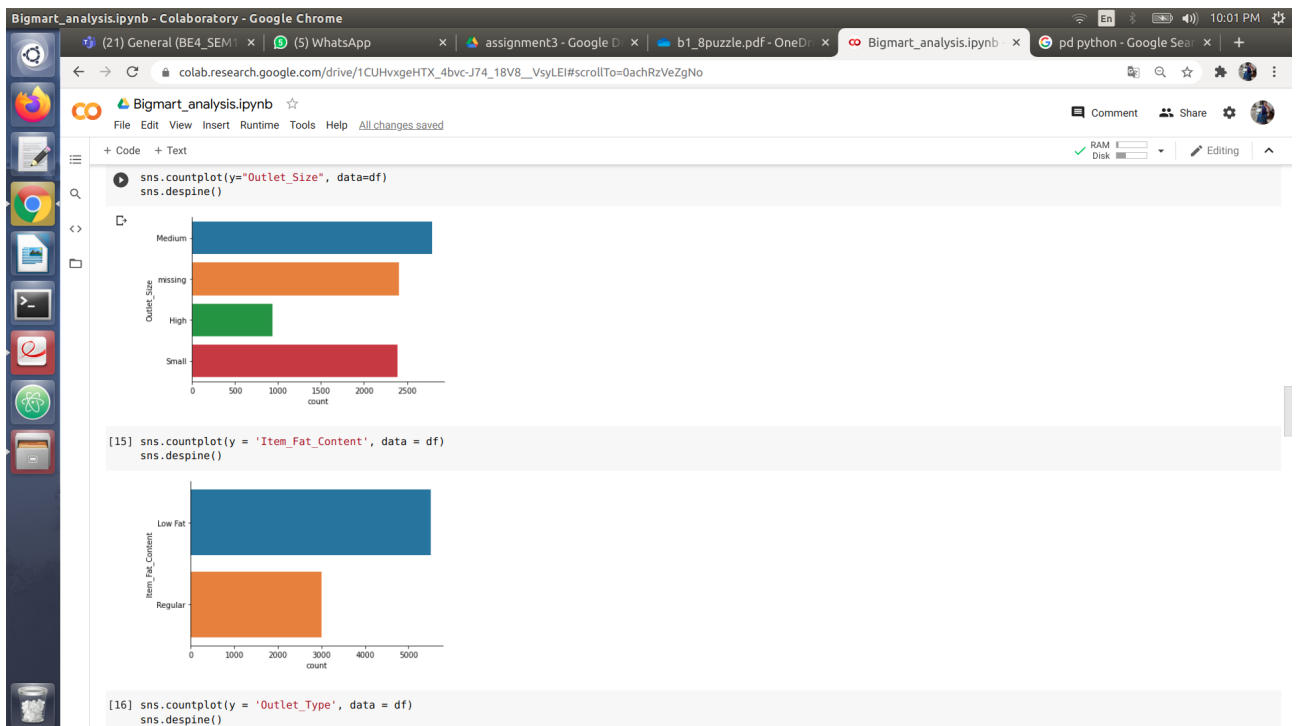 Bigmart_analysis.ipynb - Colaboratory - Google Chrome
En
10:01 PM
(21) General (BE4_SEM1
(5) WhatsApp
assignment3 - Google D
b1_8puzzle.pdf - OneDr
Bigmart_analysis.ipynb -
pd python - Google Sear
colab.research.google.com/drive/1CUHvxgeHTX_4bvc-J74_18V8__VsyLEI#scrollTo=0achRzVeZgNo
Bigmart_analysis.ipynb
Comment
Share
File Edit View Insert Runtime Tools Help All changes saved
+ Code + Text
RAM
Disk
Editing
sns.countplot(y="Outlet_Size", data=df)
sns.despine()
Medium
missing
High
Small
Outlet_Size
0 500 1000 1500 2000 2500
count
[15] sns.countplot(y = 'Item_Fat_Content', data = df)
sns.despine()
Low Fat
Regular
Item_Fat_Content
0 1000 2000 3000 4000 5000
count
[16] sns.countplot(y = 'Outlet_Type', data = df)
sns.despine()